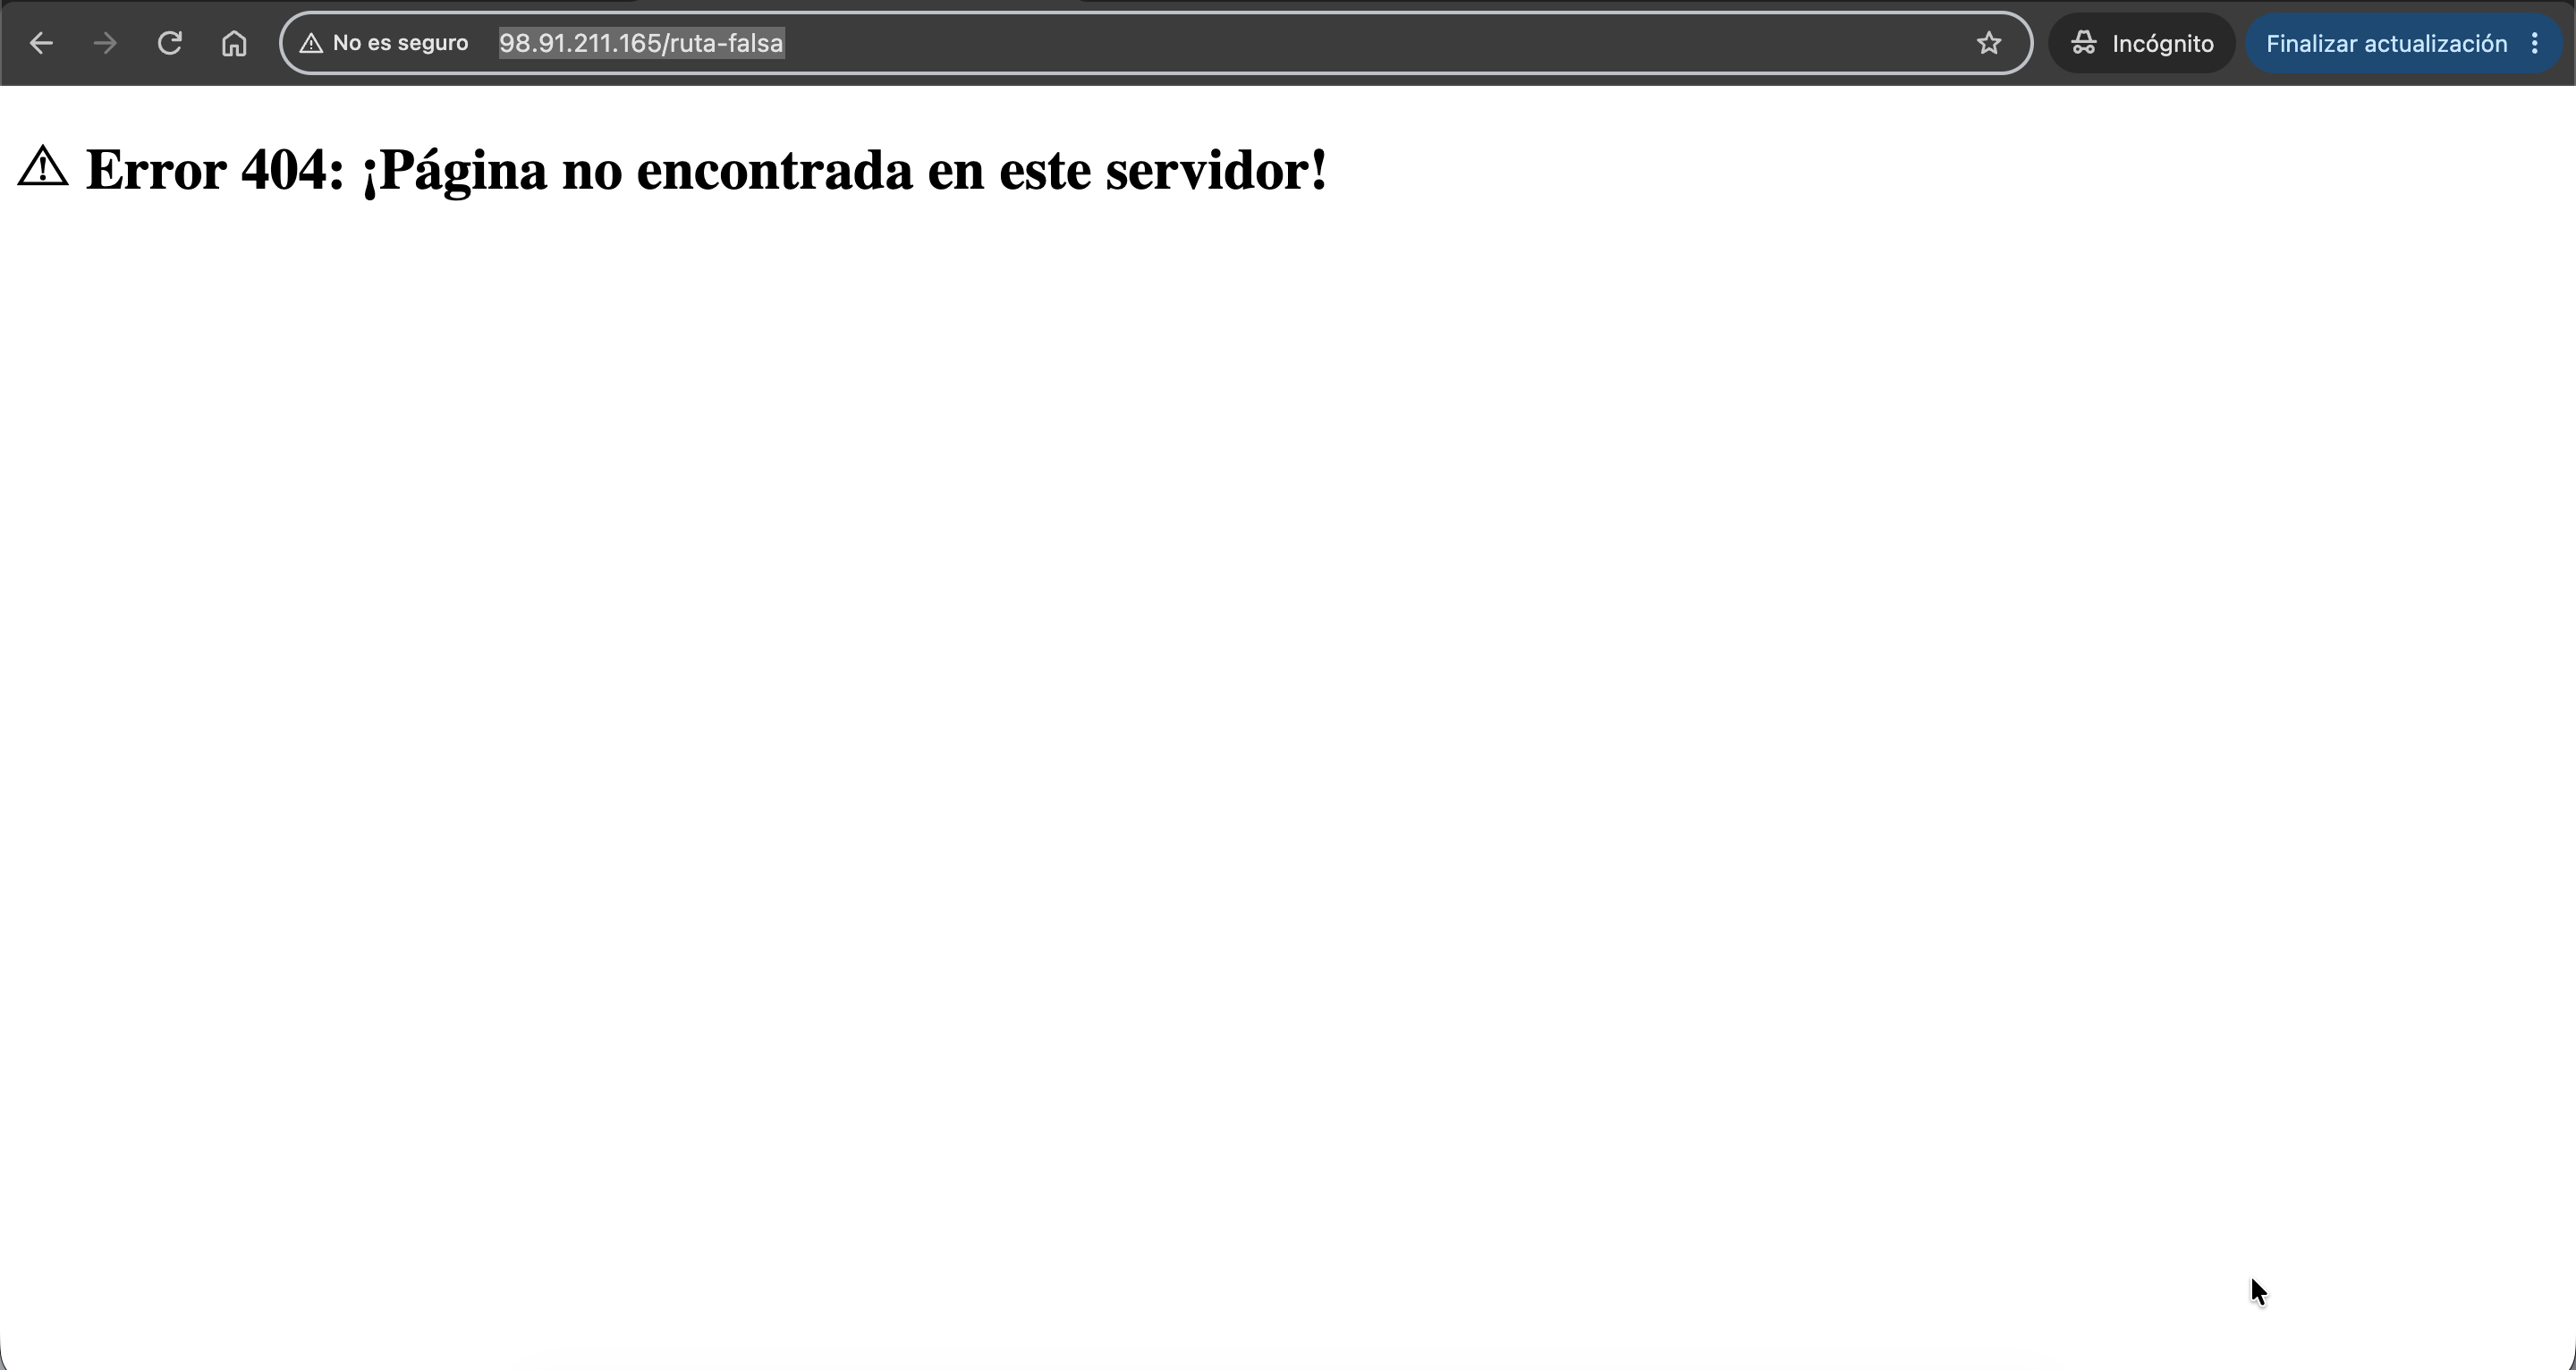 No es seguro 98.91.211.165/ruta-falsa Incógnito Finalizar actualización
⚠ Error 404: ¡Página no encontrada en este servidor!